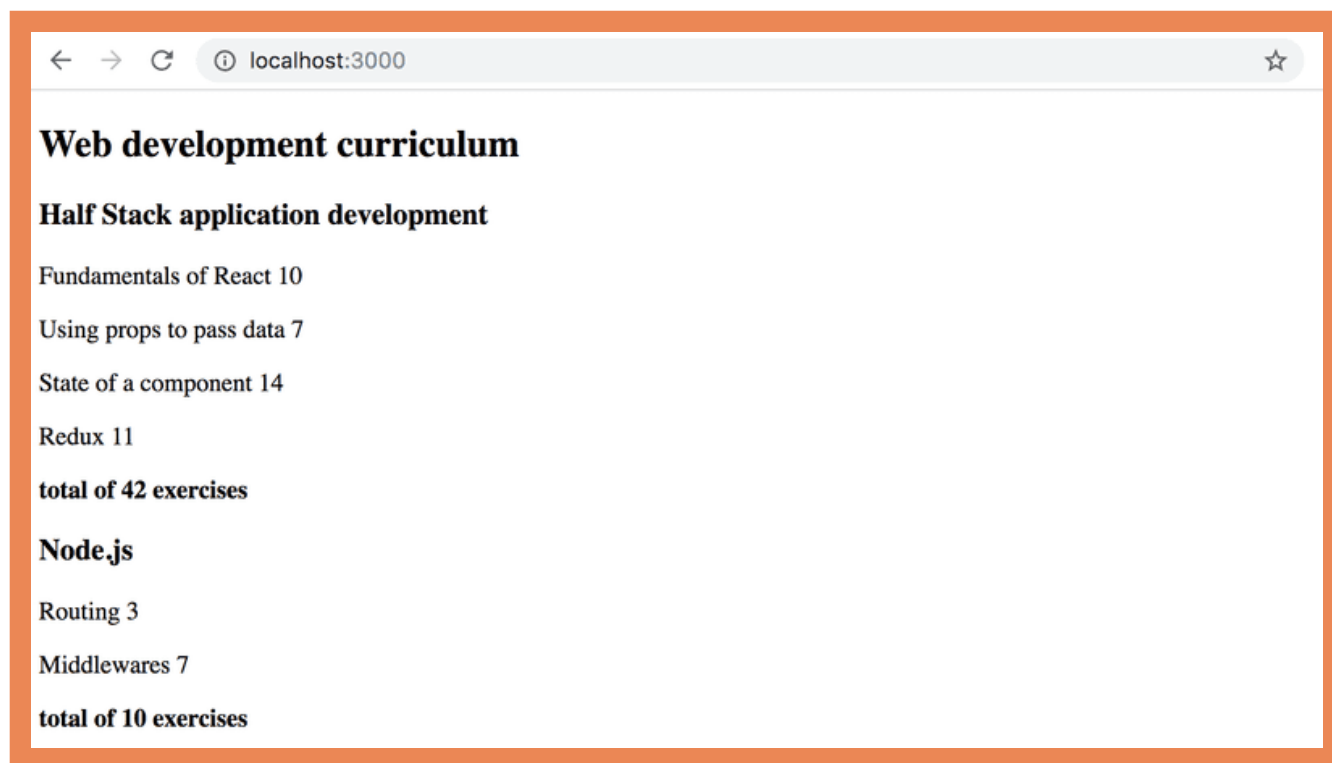 localhost:3000
Web development curriculum
Half Stack application development
Fundamentals of React 10
Using props to pass data 7
State of a component 14
Redux 11
total of 42 exercises
Node.js
Routing 3
Middlewares 7
total of 10 exercises